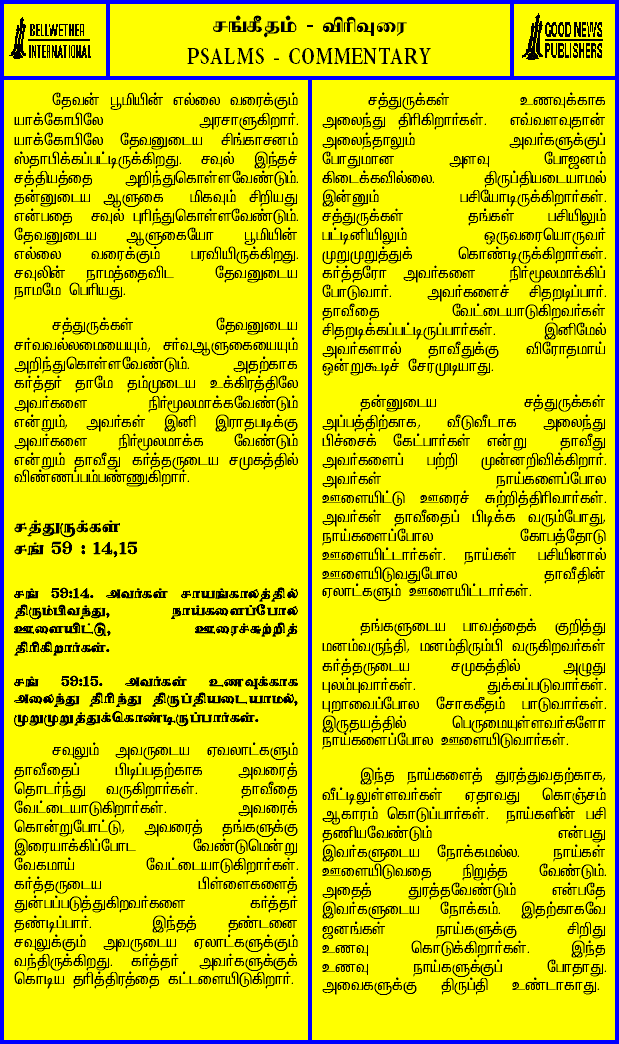 BELLWETHER
INTERNATIONAL
சங்கீதம் - விரிவுரை
PSALMS - COMMENTARY
GOOD NEWS
PUBLISHERS
தேவன் பூமியின் எல்லை வரைக்கும்
யாக்கோபிலே அரசாளுகிறார்.
யாக்கோபிலே தேவனுடைய சிங்காசனம்
ஸ்தாபிக்கப்பட்டிருக்கிறது. சவுல் இந்தச்
சத்தியத்தை அறிந்துகொள்ளவேண்டும்.
தன்னுடைய ஆளுகை மிகவும் சிறியது
என்பதை சவுல் புரிந்துகொள்ளவேண்டும்.
தேவனுடைய ஆளுகையோ பூமியின்
எல்லை வரைக்கும் பரவியிருக்கிறது.
சவுலின் நாமத்தைவிட தேவனுடைய
நாமமே பெரியது.
சத்துருக்கள் தேவனுடைய
சர்வவல்லமையையும், சர்வஆளுகையையும்
அறிந்துகொள்ளவேண்டும். அதற்காக
கர்த்தர் தாமே தம்முடைய உக்கிரத்திலே
அவர்களை நிர்மூலமாக்கவேண்டும்
என்றும், அவர்கள் இனி இராதபடிக்கு
அவர்களை நிர்மூலமாக்க வேண்டும்
என்றும் தாவீது கர்த்தருடைய சமுகத்தில்
விண்ணப்பம்பண்ணுகிறார்.
சத்துருக்கள்
சங் 59 : 14,15
சங் 59:14. அவர்கள் சாயங்காலத்தில்
திரும்பிவந்து, நாய்களைப்போல
ஊளையிட்டு, ஊரைச்சுற்றித்
திரிகிறார்கள்.
சங் 59:15. அவர்கள் உணவுக்காக
அலைந்து திரிந்து திருப்தியடையாமல்,
முறுமுறுத்துக்கொண்டிருப்பார்கள்.
சவுலும் அவருடைய ஏவலாட்களும்
தாவீதைப் பிடிப்பதற்காக அவரைத்
தொடர்ந்து வருகிறார்கள். தாவீதை
வேட்டையாடுகிறார்கள். அவரைக்
கொன்றுபோட்டு, அவரைத் தங்களுக்கு
இரையாக்கிப்போட வேண்டுமென்று
வேகமாய் வேட்டையாடுகிறார்கள்.
கர்த்தருடைய பிள்ளைகளைத்
துன்பப்படுத்துகிறவர்களை கர்த்தர்
தண்டிப்பார். இந்தத் தண்டனை
சவுலுக்கும் அவருடைய ஏலாட்களுக்கும்
வந்திருக்கிறது. கர்த்தர் அவர்களுக்குக்
கொடிய தரித்திரத்தை கட்டளையிடுகிறார்.
சத்துருக்கள் உணவுக்காக
அலைந்து திரிகிறார்கள். எவ்வளவுதான்
அலைந்தாலும் அவர்களுக்குப்
போதுமான அளவு போஜனம்
கிடைக்கவில்லை. திருப்தியடையாமல்
இன்னும் பசியோடிருக்கிறார்கள்.
சத்துருக்கள் தங்கள் பசியிலும்
பட்டினியிலும் ஒருவரையொருவர்
முறுமுறுத்துக் கொண்டிருக்கிறார்கள்.
கர்த்தரோ அவர்களை நிர்மூலமாக்கிப்
போடுவார். அவர்களைச் சிதறடிப்பார்.
தாவீதை வேட்டையாடுகிறவர்கள்
சிதறடிக்கப்பட்டிருப்பார்கள். இனிமேல்
அவர்களால் தாவீதுக்கு விரோதமாய்
ஒன்றுகூடிச் சேரமுடியாது.
தன்னுடைய சத்துருக்கள்
அப்பத்திற்காக, வீடுவீடாக அலைந்து
பிச்சைக் கேட்பார்கள் என்று தாவீது
அவர்களைப் பற்றி முன்னறிவிக்கிறார்.
அவர்கள் நாய்களைப்போல
ஊளையிட்டு ஊரைச் சுற்றித்திரிவார்கள்.
அவர்கள் தாவீதைப் பிடிக்க வரும்போது,
நாய்களைப்போல கோபத்தோடு
ஊளையிட்டார்கள். நாய்கள் பசியினால்
ஊளையிடுவதுபோல தாவீதின்
ஏலாட்களும் ஊளையிட்டார்கள்.
தங்களுடைய பாவத்தைக் குறித்து
மனம்வருந்தி, மனம்திரும்பி வருகிறவர்கள்
கர்த்தருடைய சமுகத்தில் அழுது
புலம்புவார்கள். துக்கப்படுவார்கள்.
புறாவைப்போல சோககீதம் பாடுவார்கள்.
இருதயத்தில் பெருமையுள்ளவர்களோ
நாய்களைப்போல ஊளையிடுவார்கள்.
இந்த நாய்களைத் துரத்துவதற்காக,
வீட்டிலுள்ளவர்கள் ஏதாவது கொஞ்சம்
ஆகாரம் கொடுப்பார்கள். நாய்களின் பசி
தணியவேண்டும் என்பது
இவர்களுடைய நோக்கமல்ல. நாய்கள்
ஊளையிடுவதை நிறுத்த வேண்டும்.
அதைத் துரத்தவேண்டும் என்பதே
இவர்களுடைய நோக்கம். இதற்காகவே
ஜனங்கள் நாய்களுக்கு சிறிது
உணவு கொடுக்கிறார்கள். இந்த
உணவு நாய்களுக்குப் போதாது.
அவைகளுக்கு திருப்தி உண்டாகாது.